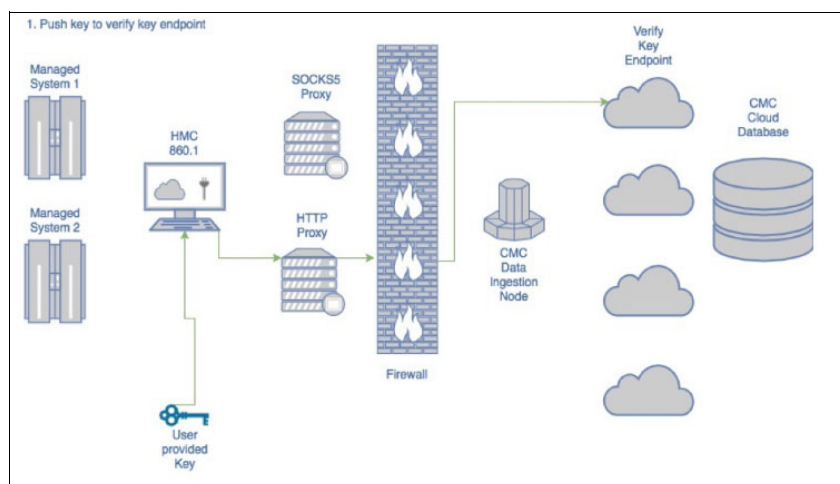 1. Push key to verify key endpoint
Managed
System 1
HMC
860.1
SOCKS5
Proxy
Verify
Key
Endpoint
CMC
Cloud
Database
Managed
System 2
HTTP
Proxy
CMC
Data
Ingestion
Node
Firewall
User
provided
Key